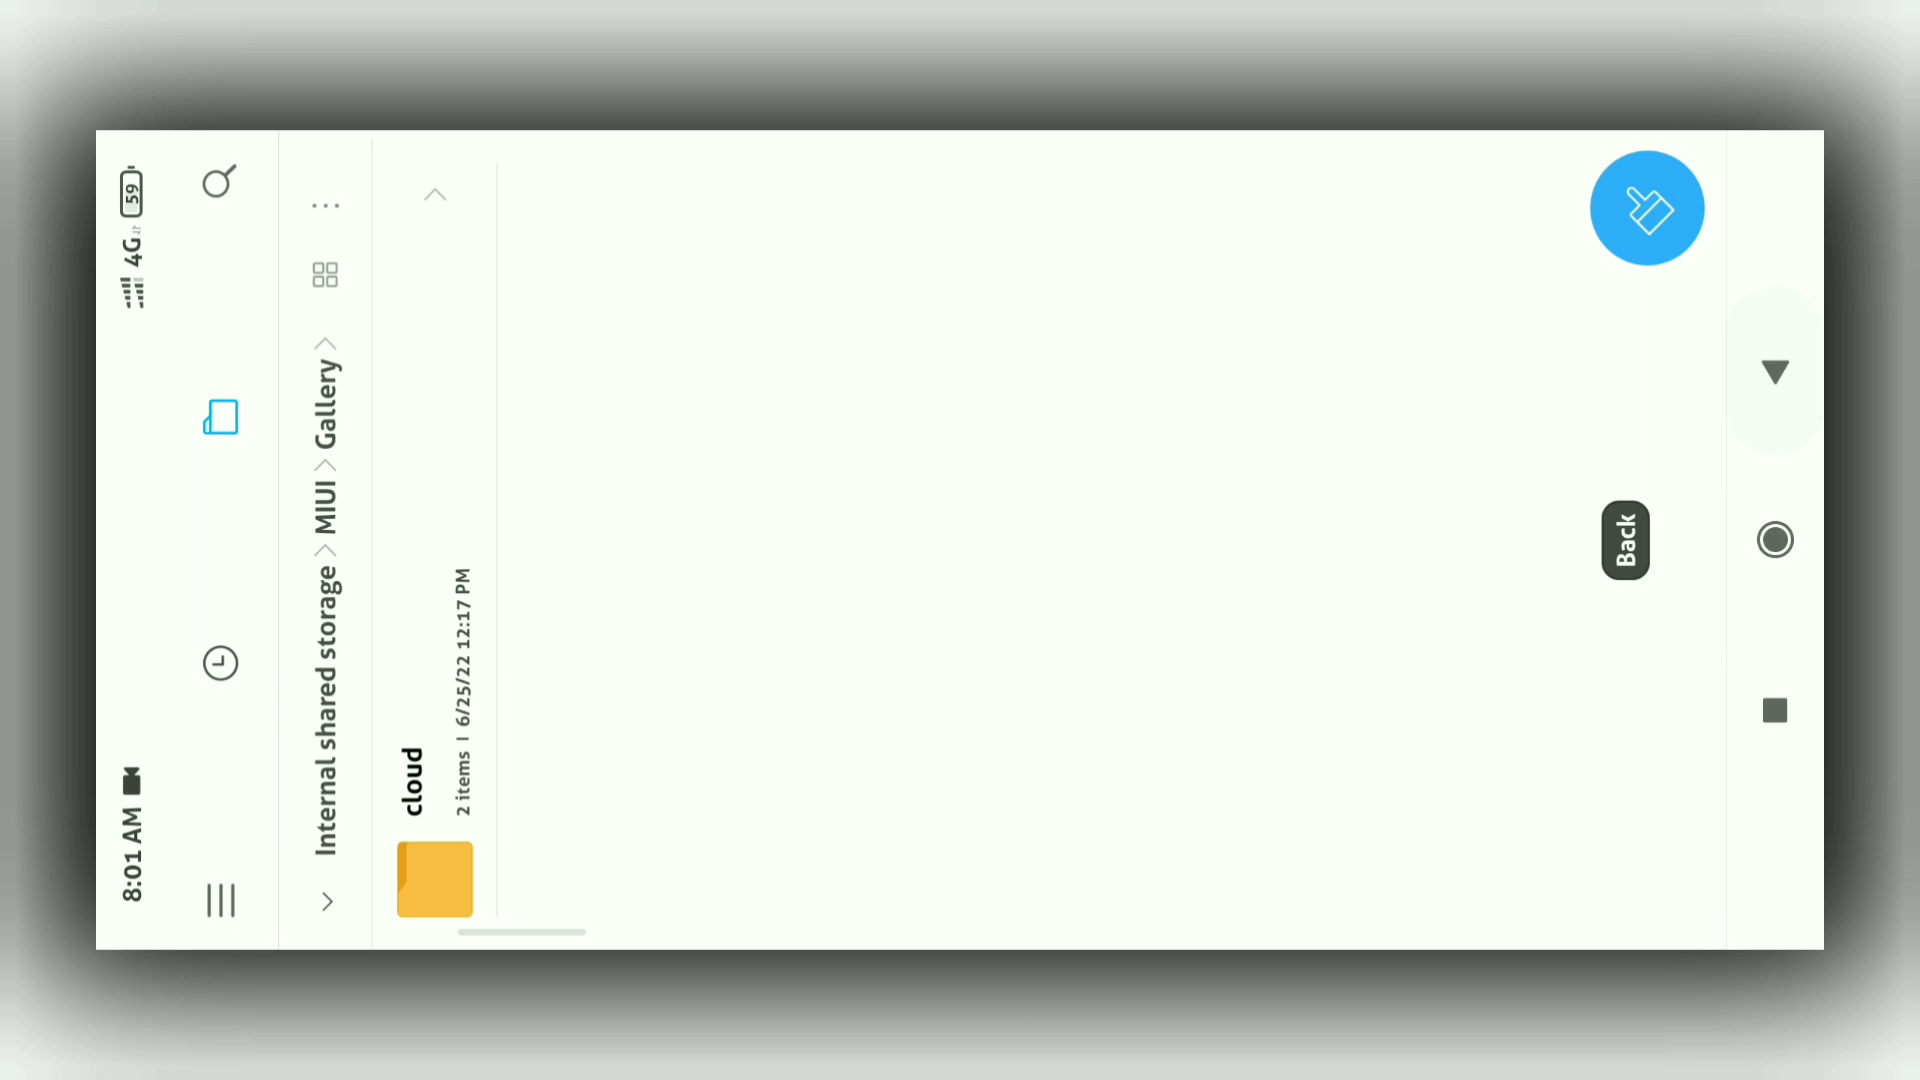 8:01 AM
4G 59
Internal shared storage > MIUI > Gallery >
cloud
2 items | 6/25/22 12:17 PM
Back